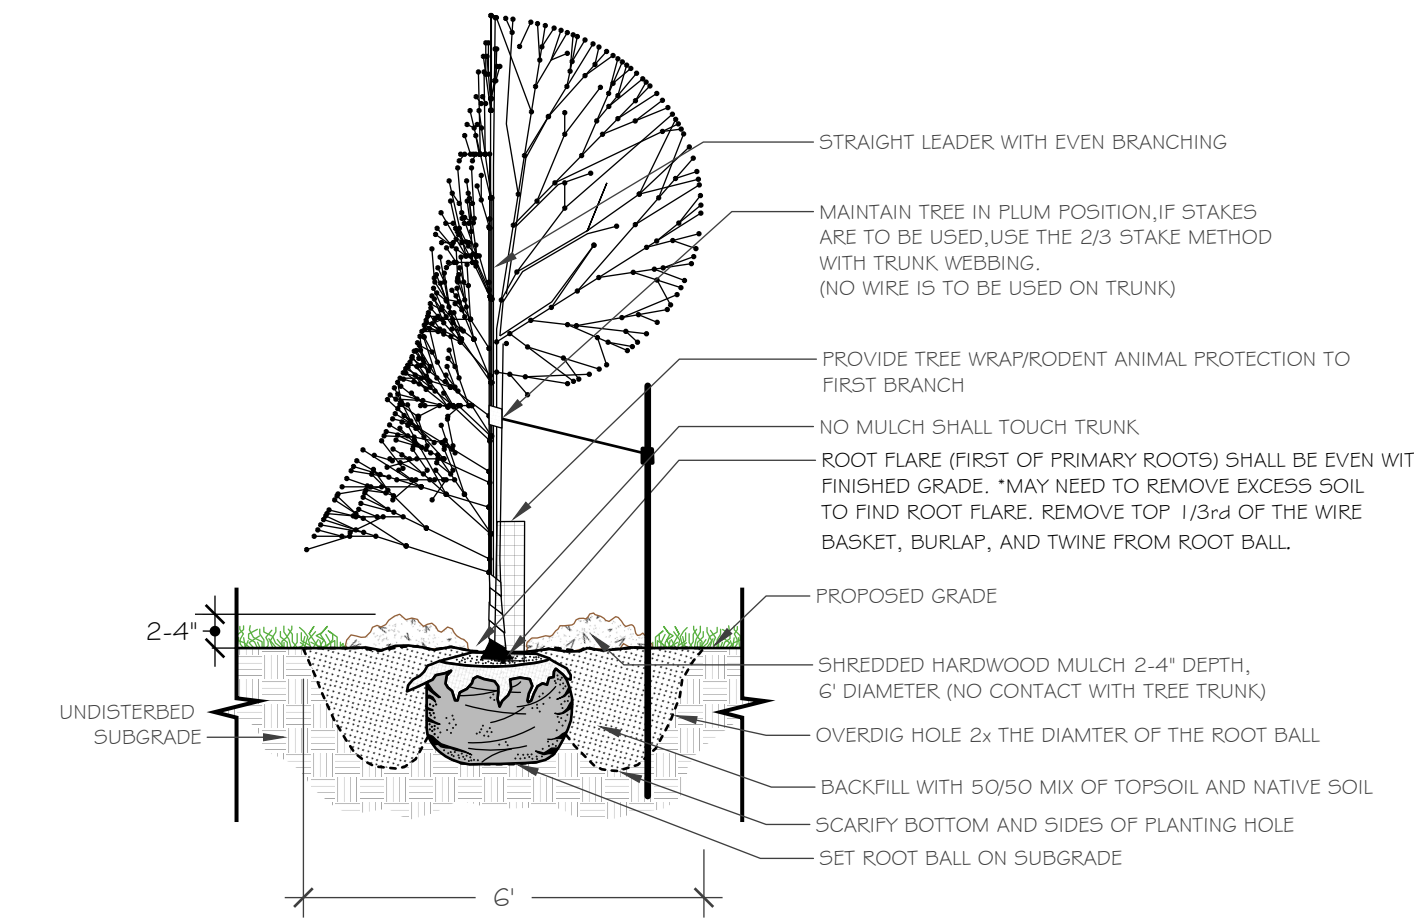 STRAIGHT LEADER WITH EVEN BRANCHING
MAINTAIN TREE IN PLUM POSITION,IF STAKES
ARE TO BE USED,USE THE 2/3 STAKE METHOD
WITH TRUNK WEBBING.
(NO WIRE IS TO BE USED ON TRUNK)
PROVIDE TREE WRAP/RODENT ANIMAL PROTECTION TO
FIRST BRANCH
NO MULCH SHALL TOUCH TRUNK
ROOT FLARE (FIRST OF PRIMARY ROOTS) SHALL BE EVEN WIT
FINISHED GRADE. *MAY NEED TO REMOVE EXCESS SOIL
TO FIND ROOT FLARE. REMOVE TOP 1/3rd OF THE WIRE
BASKET, BURLAP, AND TWINE FROM ROOT BALL.
PROPOSED GRADE
2-4"
SHREDDED HARDWOOD MULCH 2-4" DEPTH,
6' DIAMETER (NO CONTACT WITH TREE TRUNK)
UNDISTERBED
SUBGRADE
OVERDIG HOLE 2x THE DIAMTER OF THE ROOT BALL
BACKFILL WITH 50/50 MIX OF TOPSOIL AND NATIVE SOIL
SCARIFY BOTTOM AND SIDES OF PLANTING HOLE
SET ROOT BALL ON SUBGRADE
6'